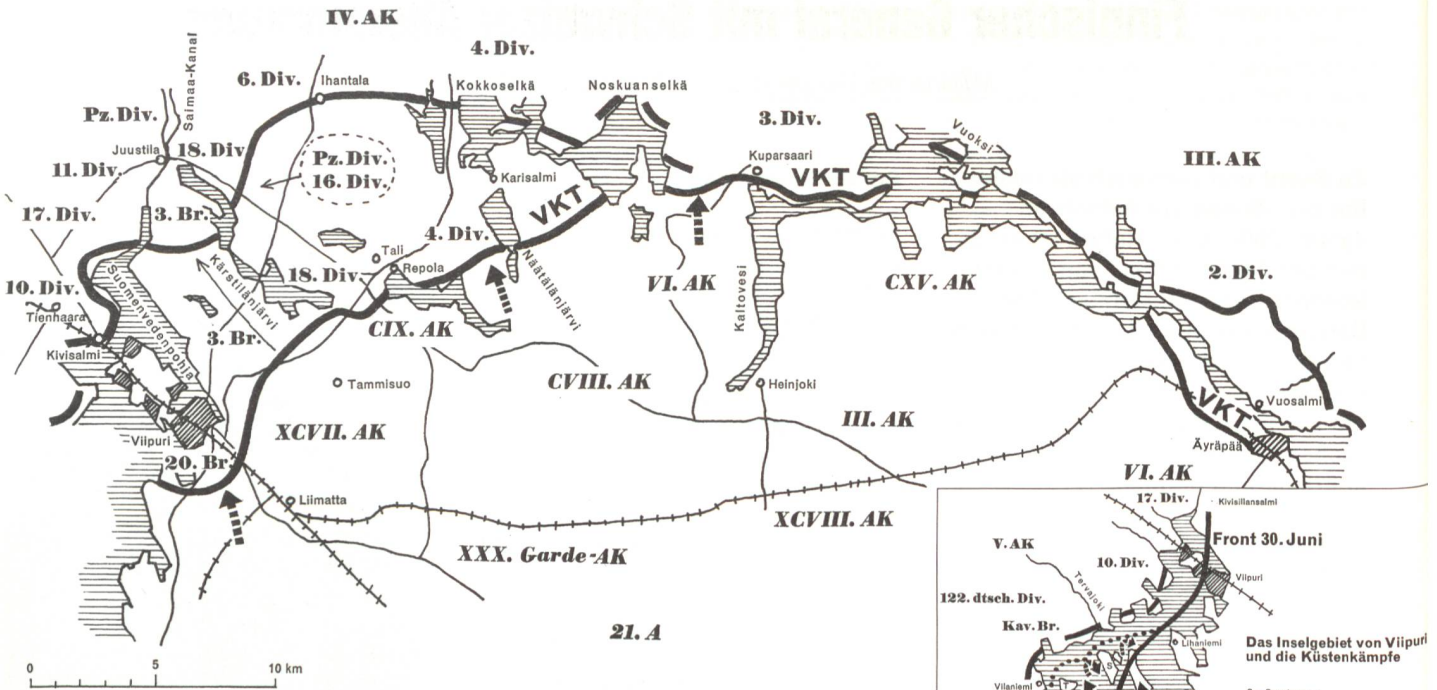 IV. AK
4. Div.
6. Div.
Ihantala
Kokkoselkä
Noskuanselkä
Saimaa-Kanal
Pz. Div.
3. Div.
Vuoksi
Juustila
18. Div
11. Div.
Pz. Div.
16. Div.
Karisalmi
Kuparsaari
VKT
III. AK
17. Div.
3. Br.
VKT
4. Div.
Tali
Repola
18. Div
Näätälänjärvi
VI. AK
Kaltovesi
CXV. AK
2. Div.
10. Div.
Tienhaara
Suomenvedenpohja
Kärstilänjärvi
3. Br.
CIX. AK
Kivisalmi
Tammisuo
CVIII. AK
Heinjoki
VKT
Vuosalmi
Viipuri
XCVII. AK
III. AK
Äyräpää
20. Br.
VI. AK
Liimatta
XCVIII. AK
XXX. Garde-AK
21. A
0 5 10 km
17. Div.
Kivisillansalmi
V. AK
Front 30. Juni
10. Div.
Tervajoki
Viipuri
122. dtsch. Div.
Kav. Br.
Lihaniemi
Das Inselgebiet von Viipuri
und die Küstenkämpfe
Vilaniemi
T
S